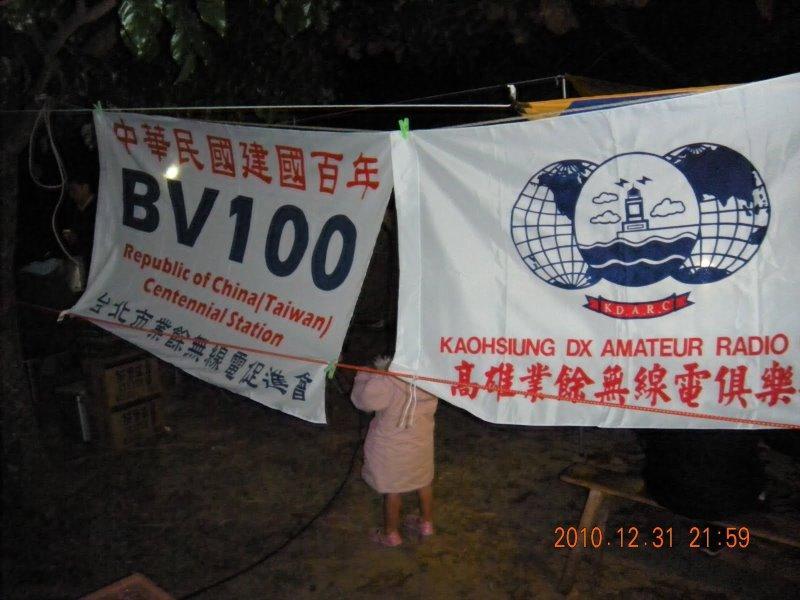 中華民國建國百年
BV100
Republic of China(Taiwan)
Centennial Station
台北市業餘無線電促進會
K.D.A.R.C
KAOHSIUNG DX AMATEUR RADIO
高雄業餘無線電俱樂
2010.12.31 21:59